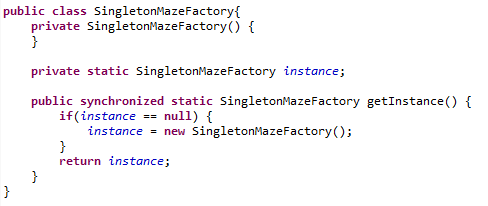 public class SingletonMazeFactory{
    private SingletonMazeFactory() {
    }

    private static SingletonMazeFactory instance;

    public synchronized static SingletonMazeFactory getInstance() {
        if(instance == null) {
            instance = new SingletonMazeFactory();
        }
        return instance;
    }
}